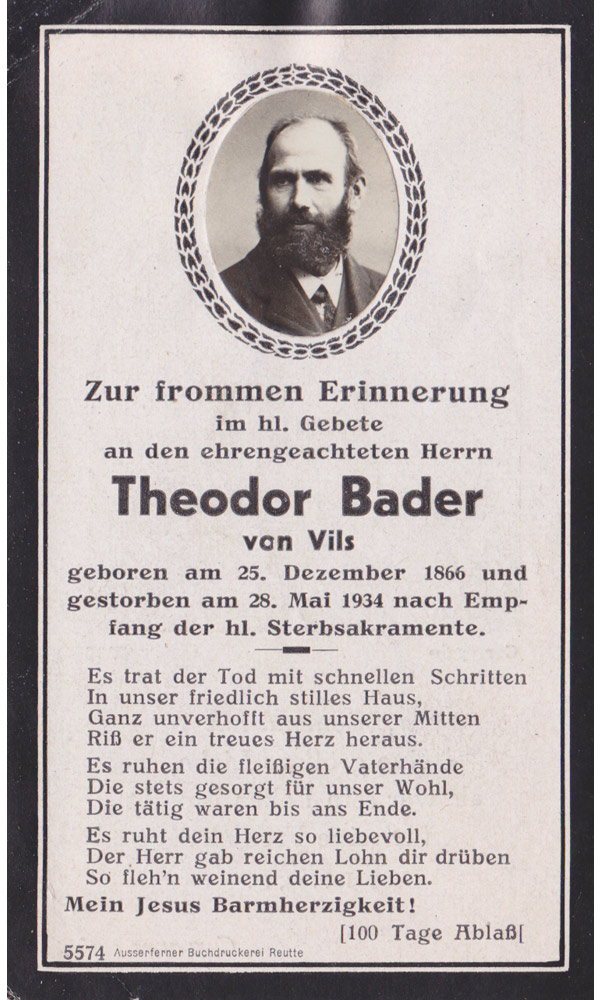 Zur frommen Erinnerung
im hl. Gebete
an den ehrengeachteten Herrn
Theodor Bader
von Vils
geboren am 25. Dezember 1866 und
gestorben am 28. Mai 1934 nach Emp-
fang der hl. Sterbsakramente.
Es trat der Tod mit schnellen Schritten
In unser friedlich stilles Haus,
Ganz unverhofft aus unserer Mitten
Riß er ein treues Herz heraus.
Es ruhen die fleißigen Vaterhände
Die stets gesorgt für unser Wohl,
Die tätig waren bis ans Ende.
Es ruht dein Herz so liebevoll,
Der Herr gab reichen Lohn dir drüben
So fleh'n weinend deine Lieben.
Mein Jesus Barmherzigkeit!
[100 Tage Ablaß[
5574 Ausserferner Buchdruckerei Reutte